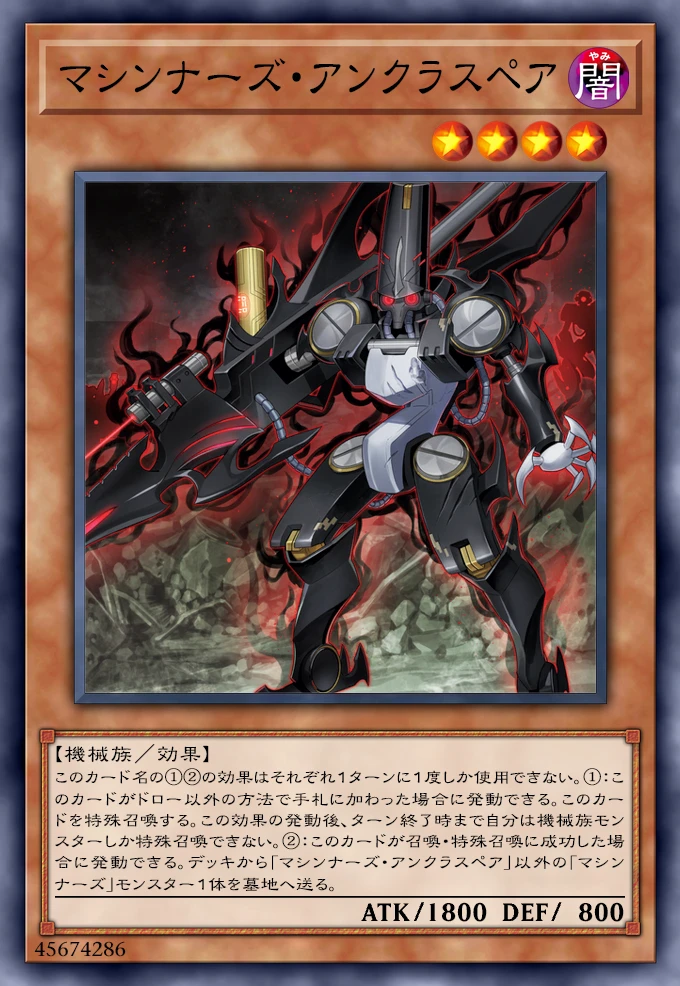 マシンナーズ・アンクラスペア
やみ
闇
【機械族／効果】
このカード名の①②の効果はそれぞれ1ターンに1度しか使用できない。①：こ
のカードがドロー以外の方法で手札に加わった場合に発動できる。このカー
ドを特殊召喚する。この効果の発動後、ターン終了時まで自分は機械族モン
スターしか特殊召喚できない。②：このカードが召喚・特殊召喚に成功した場
合に発動できる。デッキから「マシンナーズ・アンクラスペア」以外の「マシン
ナーズ」モンスター1体を墓地へ送る。
ATK/1800 DEF/ 800
45674286